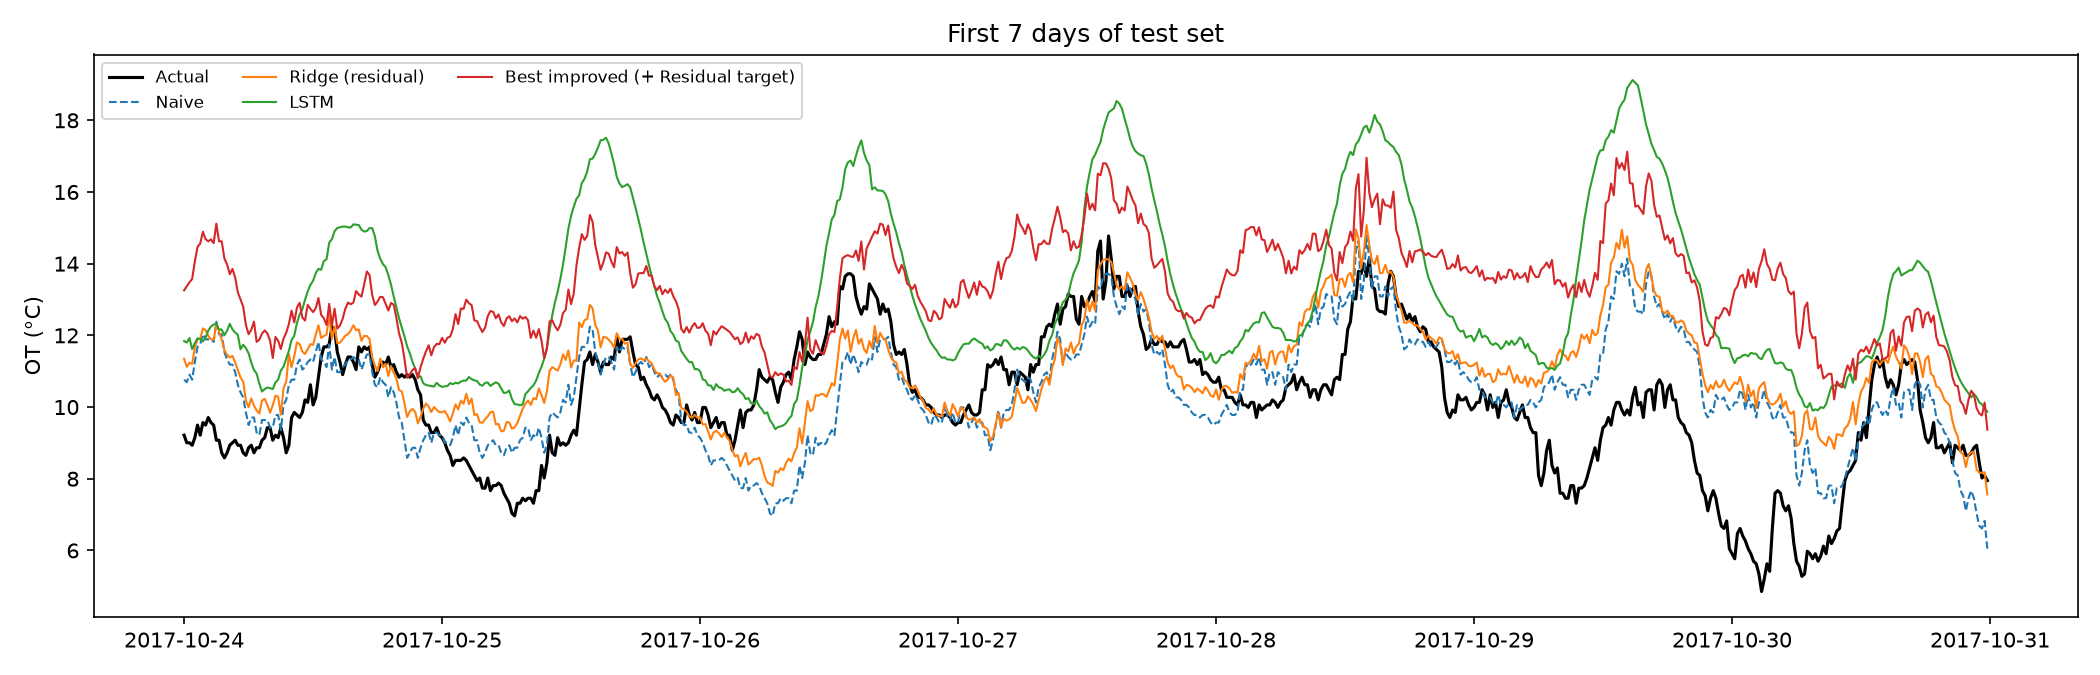 First 7 days of test set
Actual
Naive
Ridge (residual)
LSTM
Best improved (+ Residual target)
OT (°C)
18
16
14
12
10
8
6
2017-10-24
2017-10-25
2017-10-26
2017-10-27
2017-10-28
2017-10-29
2017-10-30
2017-10-31